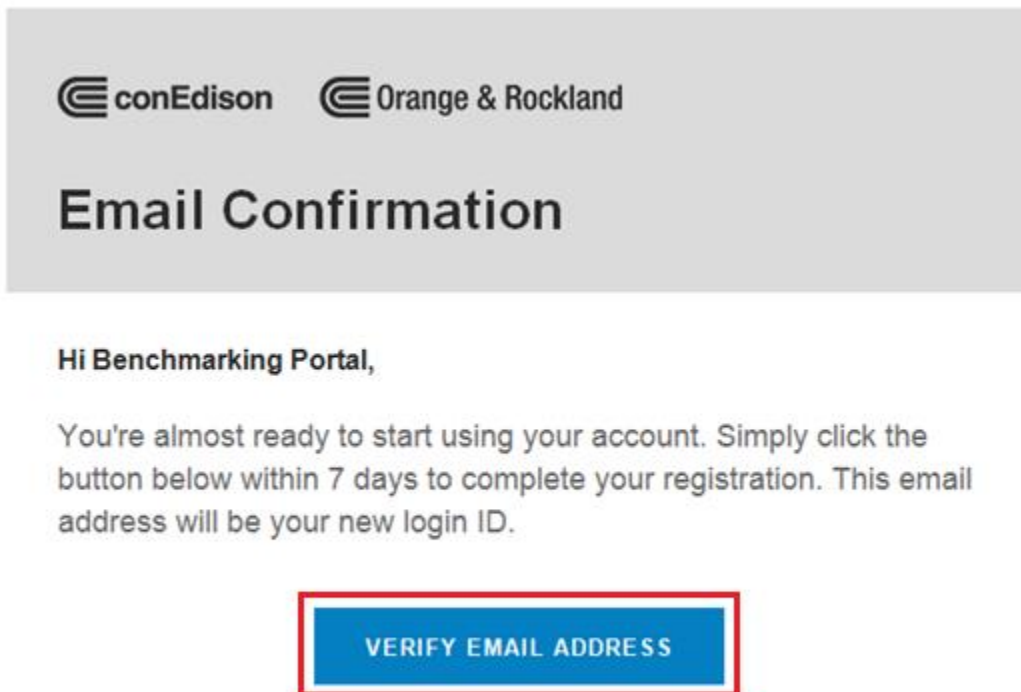 conEdison Orange & Rockland
Email Confirmation
Hi Benchmarking Portal,
You're almost ready to start using your account. Simply click the
button below within 7 days to complete your registration. This email
address will be your new login ID.
VERIFY EMAIL ADDRESS